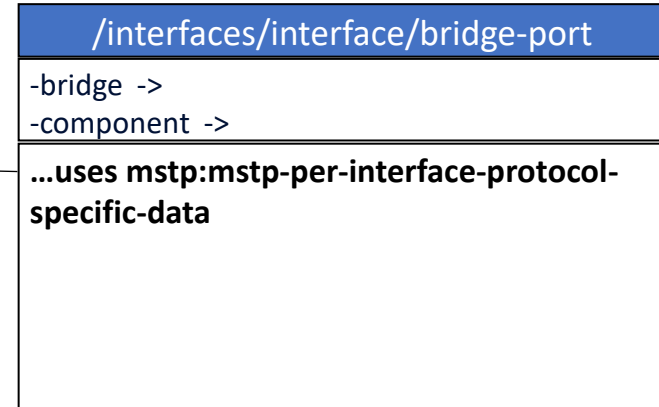 /interfaces/interface/bridge-port
-bridge ->
-component ->
…uses mstp:mstp-per-interface-protocol-
specific-data